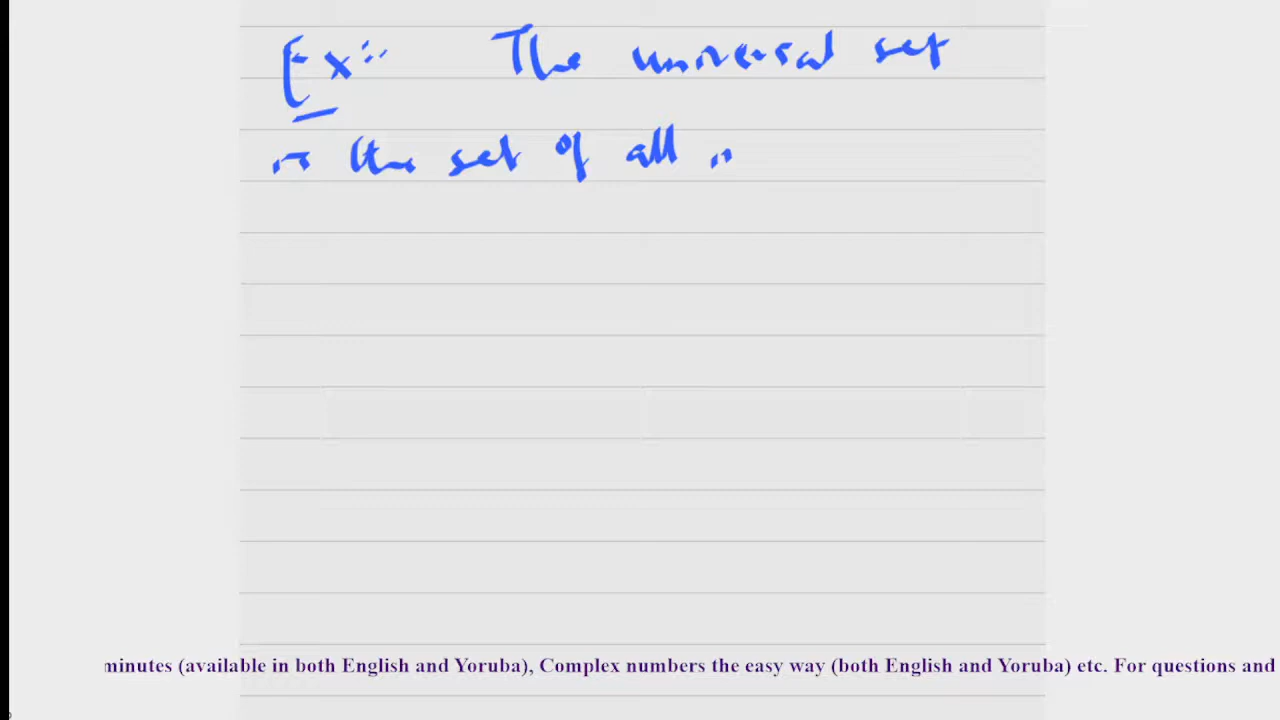 Ex:- The universal set
is the set of all
minutes (available in both English and Yoruba), Complex numbers the easy way (both English and Yoruba) etc. For questions and